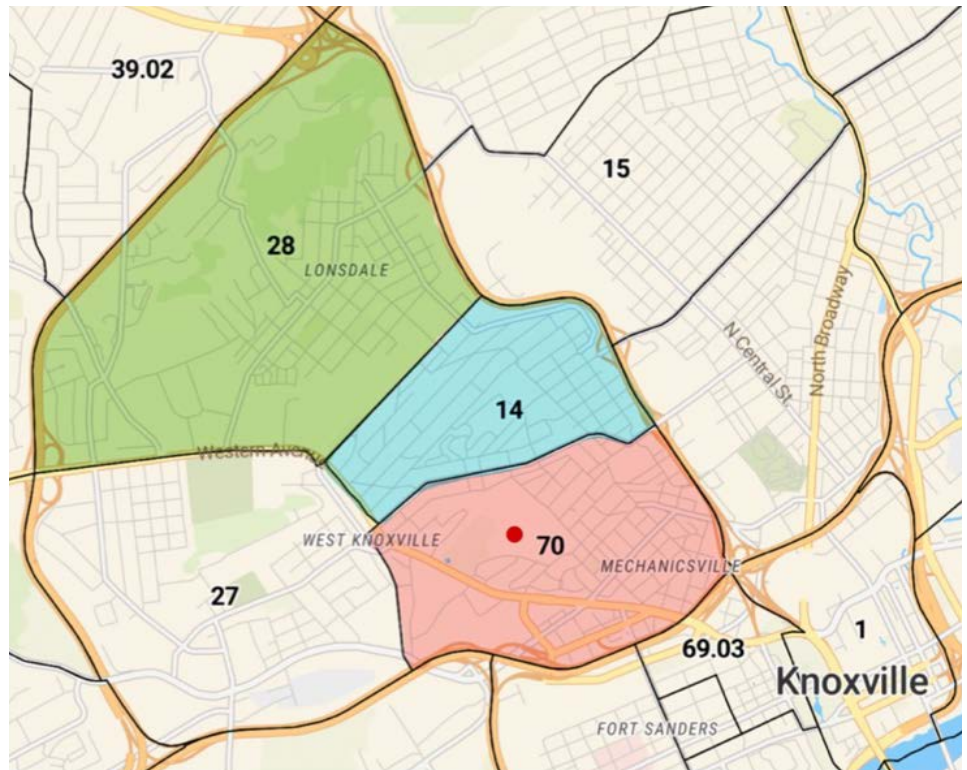 39.02
15
28
LONSDALE
N Central St.
North Broadway
14
Western Ave
WEST KNOXVILLE
70
MECHANICSVILLE
27
69.03
1
Knoxville
FORT SANDERS